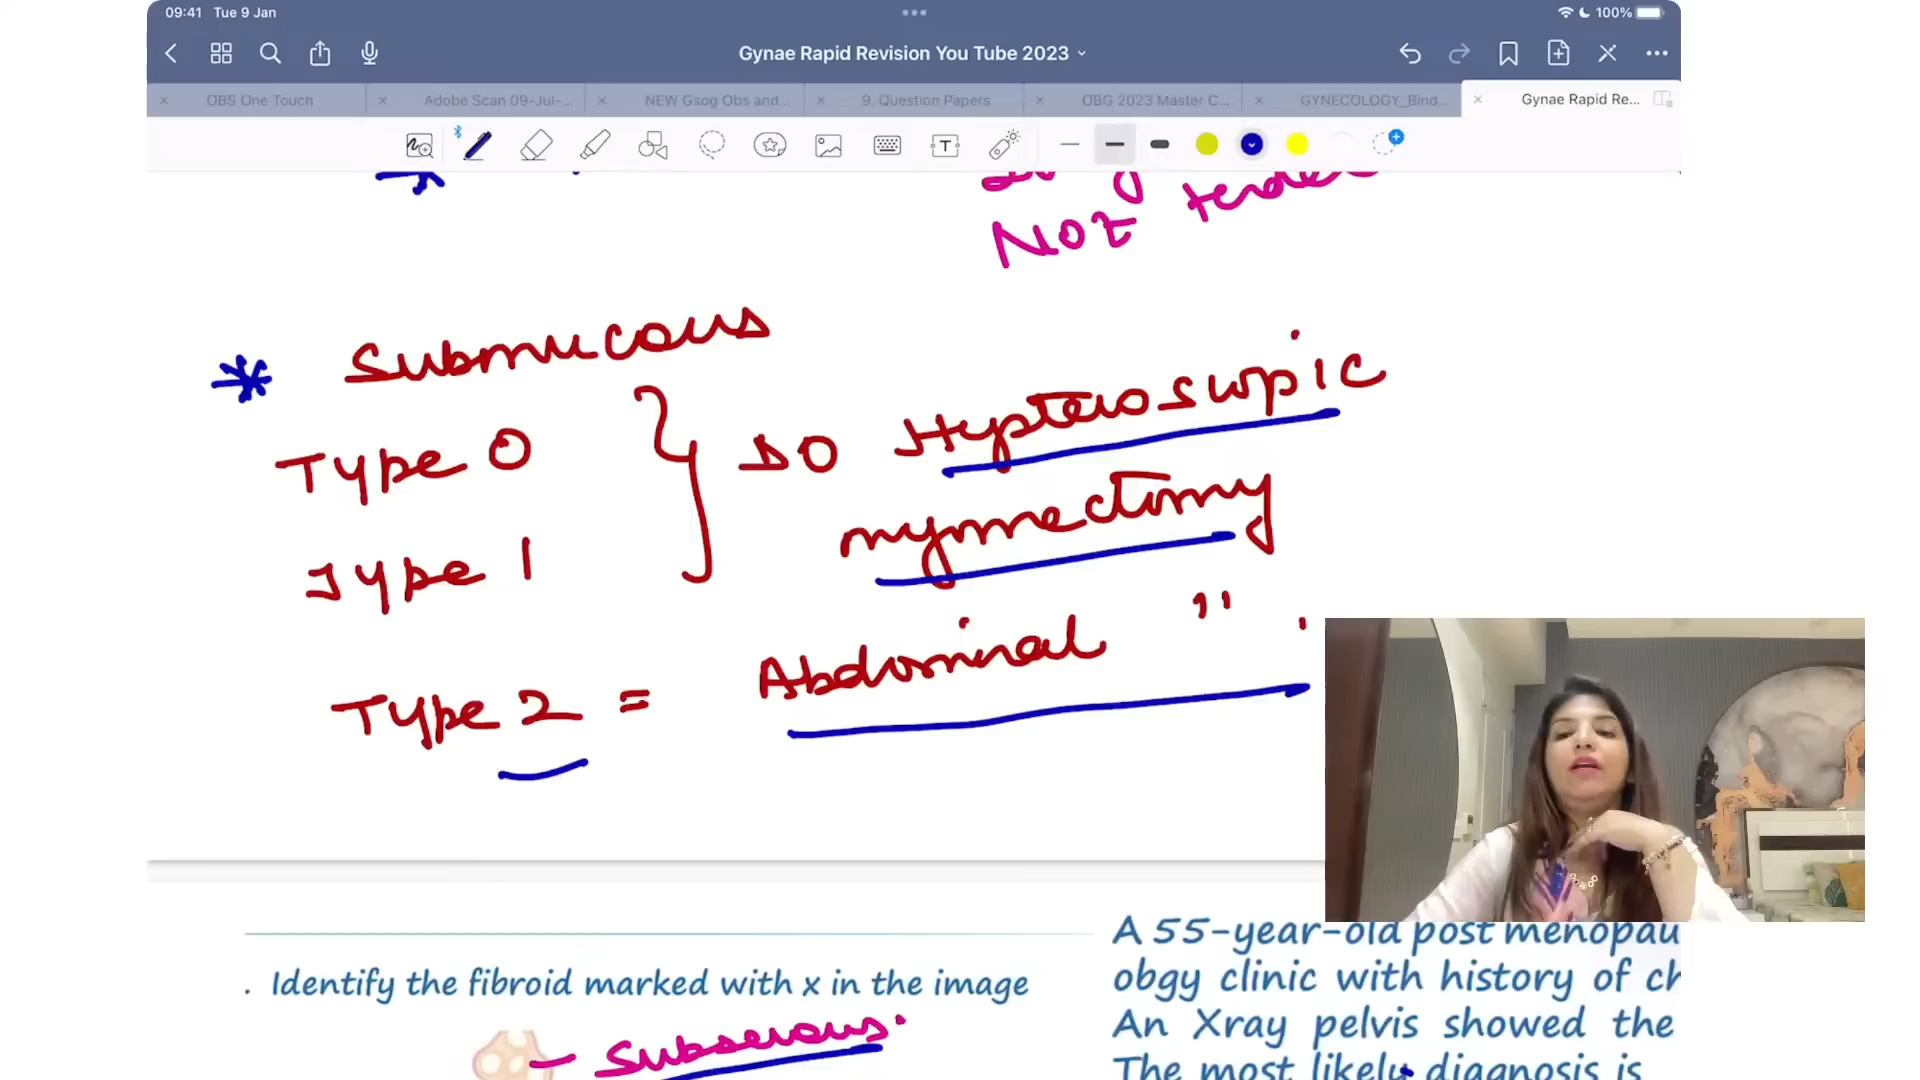 09:41 Tue 9 Jan
100%
Gynae Rapid Revision You Tube 2023
OBS One Touch
Adobe Scan 09-Jul-...
NEW Gsog Obs and...
9. Question Papers
OBG 2023 Master C...
GYNECOLOGY_Bind...
Gynae Rapid Re...
T
NOT
* Submucous
Type 0
Type 1
} DO Hypteroscopic
myomectomy
Type 2 = Abdominal "
. Identify the fibroid marked with x in the image
Subserous.
A 55-year-old post menopau
obgy clinic with history of ch
An Xray pelvis showed the
The most likely diagnosis is